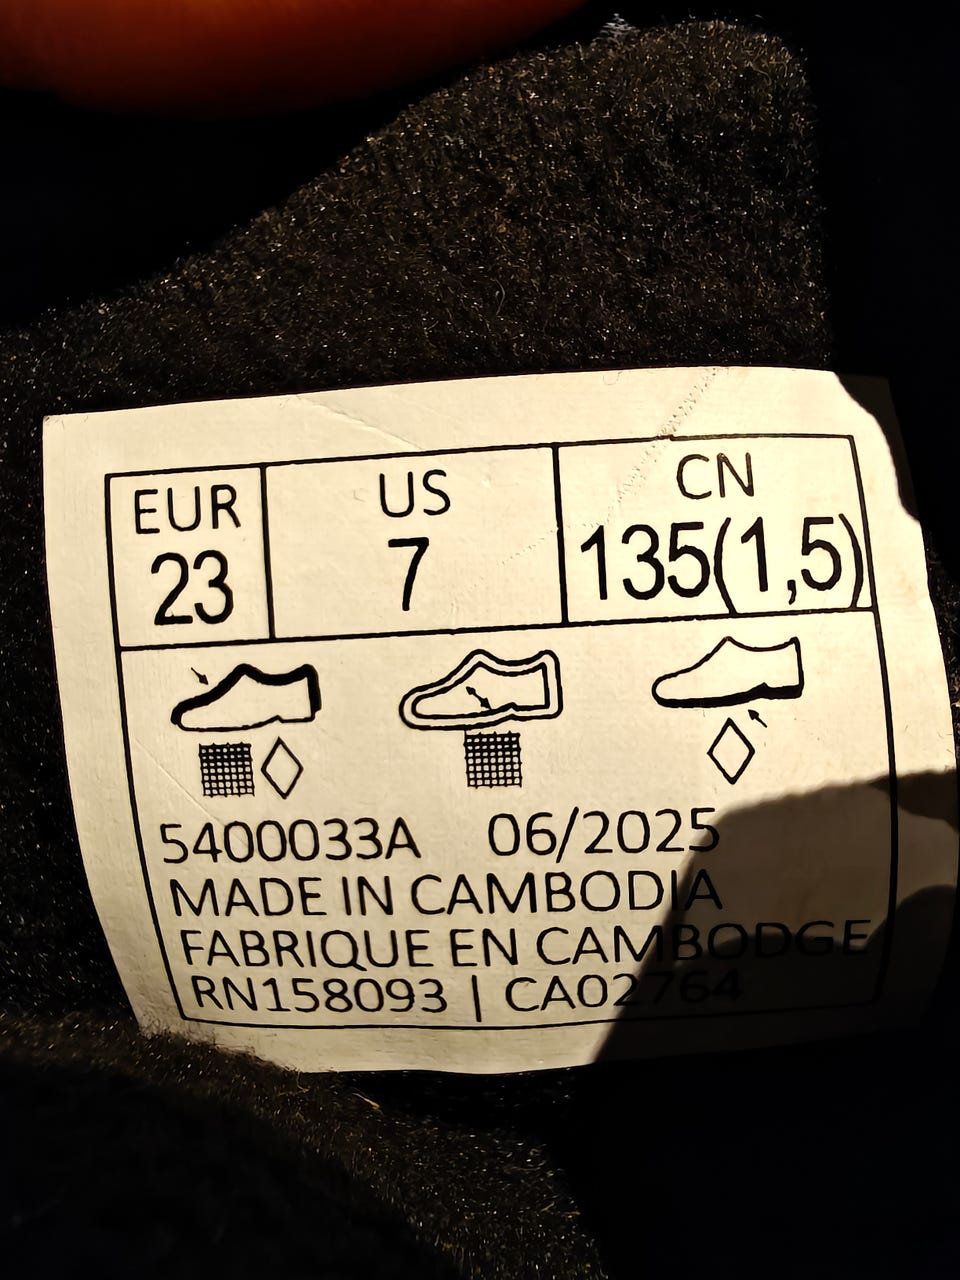 EUR US CN
23 7 135(1,5)
5400033A 06/2025
MADE IN CAMBODIA
FABRIQUE EN CAMBODGE
RN158093 | CA02764